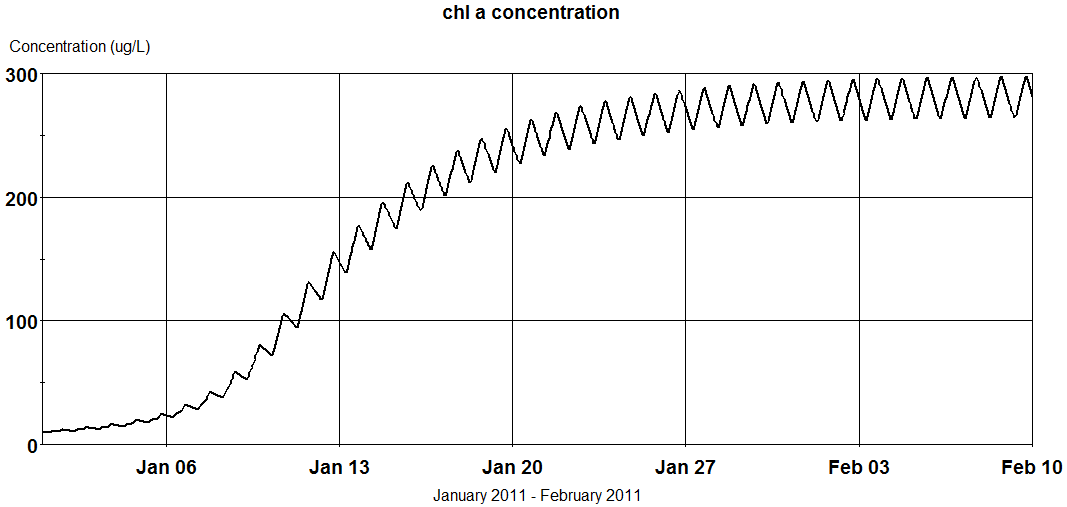 chl a concentration
Concentration (ug/L)
300
200
100
0
Jan 06 Jan 13 Jan 20 Jan 27 Feb 03 Feb 10
January 2011 - February 2011